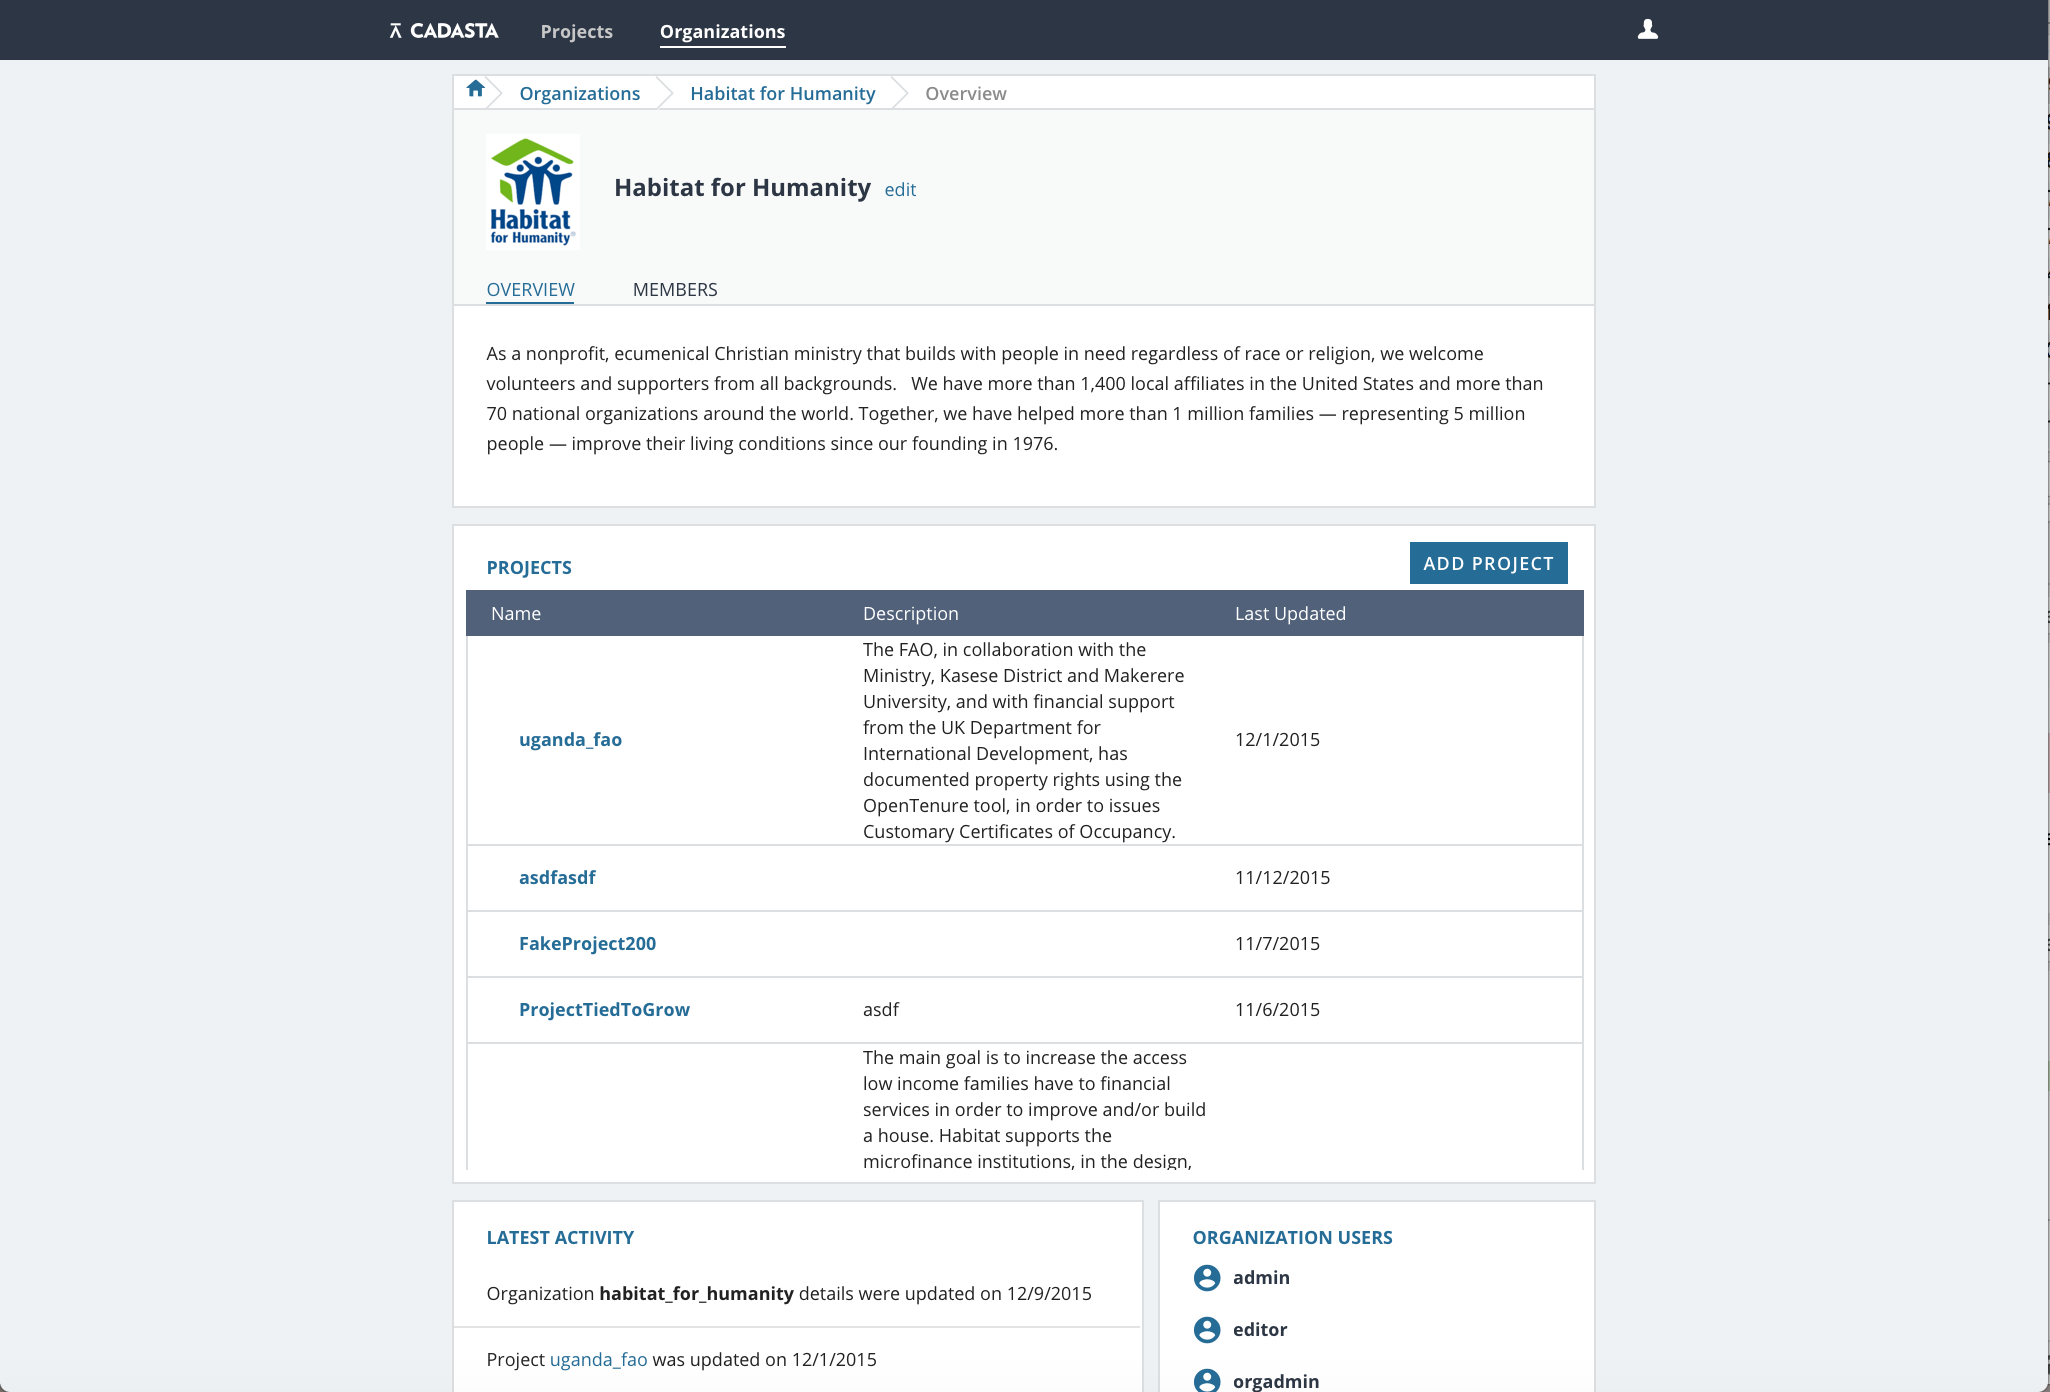 CADASTA
Projects
Organizations
Organizations
Habitat for Humanity
Overview
Habitat
for Humanity®
Habitat for Humanity edit
OVERVIEW
MEMBERS
As a nonprofit, ecumenical Christian ministry that builds with people in need regardless of race or religion, we welcome
volunteers and supporters from all backgrounds.   We have more than 1,400 local affiliates in the United States and more than
70 national organizations around the world. Together, we have helped more than 1 million families — representing 5 million
people — improve their living conditions since our founding in 1976.
PROJECTS
ADD PROJECT
Name
Description
Last Updated
uganda_fao
The FAO, in collaboration with the
Ministry, Kasese District and Makerere
University, and with financial support
from the UK Department for
International Development, has
documented property rights using the
OpenTenure tool, in order to issues
Customary Certificates of Occupancy.
12/1/2015
asdfasdf
11/12/2015
FakeProject200
11/7/2015
ProjectTiedToGrow
asdf
11/6/2015
The main goal is to increase the access
low income families have to financial
services in order to improve and/or build
a house. Habitat supports the
microfinance institutions, in the design,
LATEST ACTIVITY
Organization habitat_for_humanity details were updated on 12/9/2015
Project uganda_fao was updated on 12/1/2015
ORGANIZATION USERS
admin
editor
orgadmin